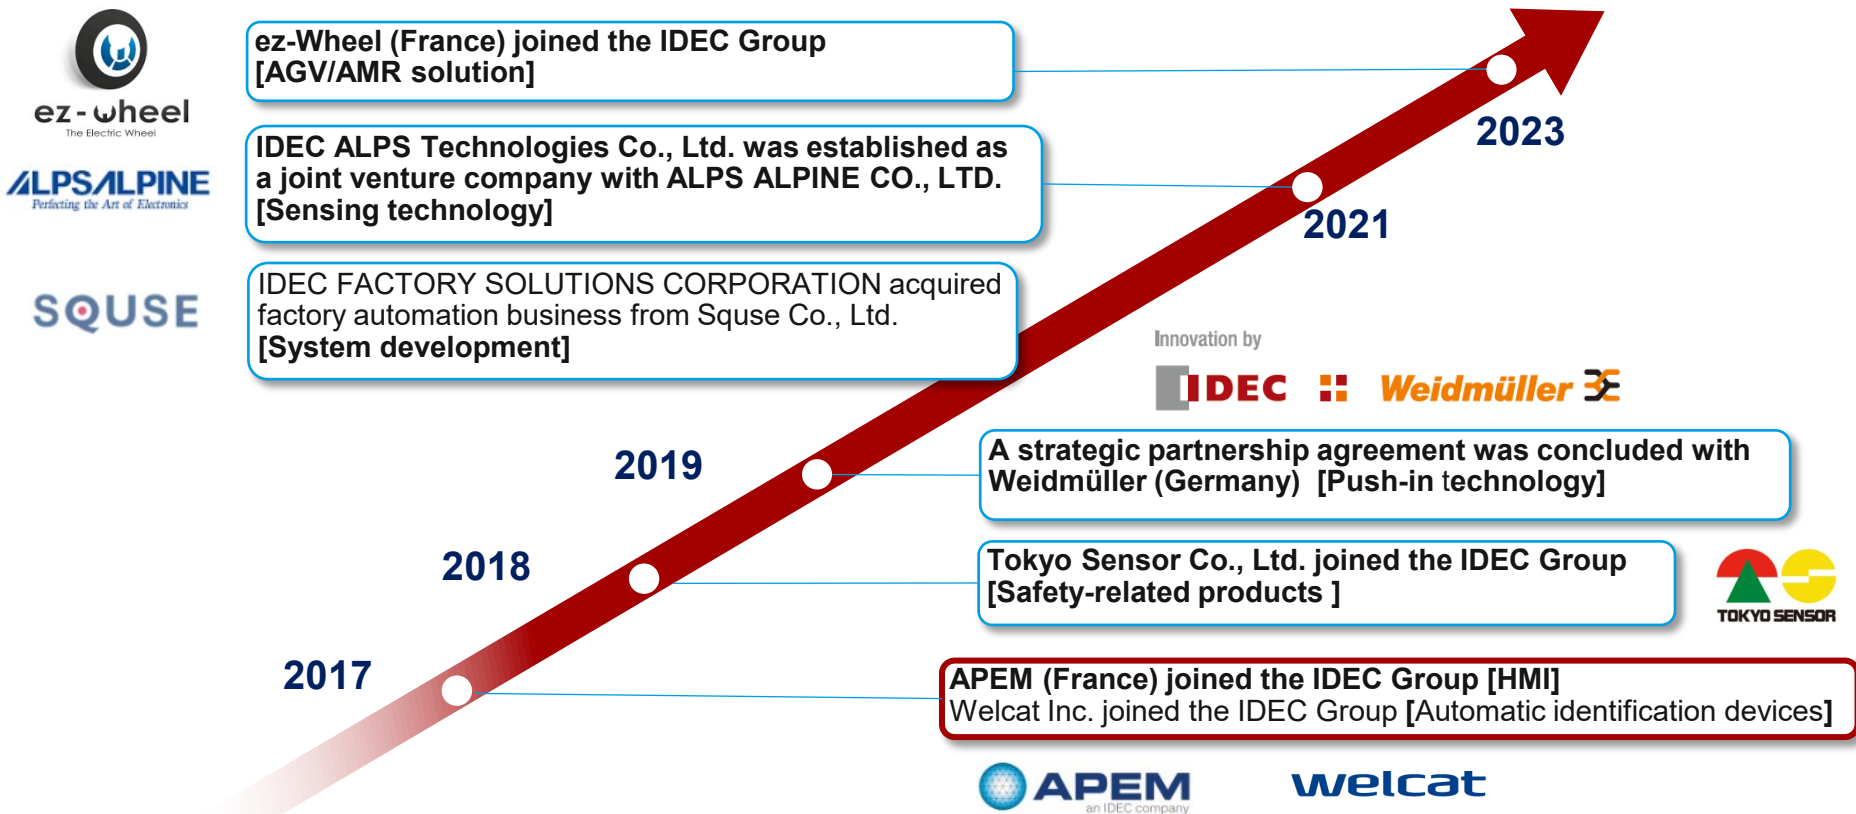 ez-wheel
The Electric Wheel
ez-Wheel (France) joined the IDEC Group
[AGV/AMR solution]
2023
ALPSALPINE
Perfecting the Art of Electronics
IDEC ALPS Technologies Co., Ltd. was established as
a joint venture company with ALPS ALPINE CO., LTD.
[Sensing technology]
2021
SQUSE
IDEC FACTORY SOLUTIONS CORPORATION acquired
factory automation business from Squse Co., Ltd.
[System development]
Innovation by
IDEC
Weidmüller
2019
A strategic partnership agreement was concluded with
Weidmüller (Germany) [Push-in technology]
2018
Tokyo Sensor Co., Ltd. joined the IDEC Group
[Safety-related products ]
TOKYO SENSOR
2017
APEM (France) joined the IDEC Group [HMI]
Welcat Inc. joined the IDEC Group [Automatic identification devices]
APEM
an IDEC company
welcat